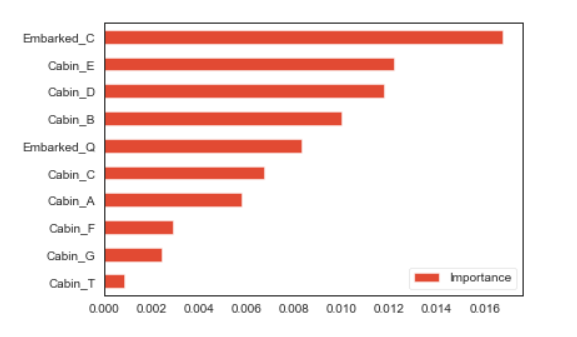 Embarked_C
Cabin_E
Cabin_D
Cabin_B
Embarked_Q
Cabin_C
Cabin_A
Cabin_F
Cabin_G
Cabin_T
Importance
0.000 0.002 0.004 0.006 0.008 0.010 0.012 0.014 0.016